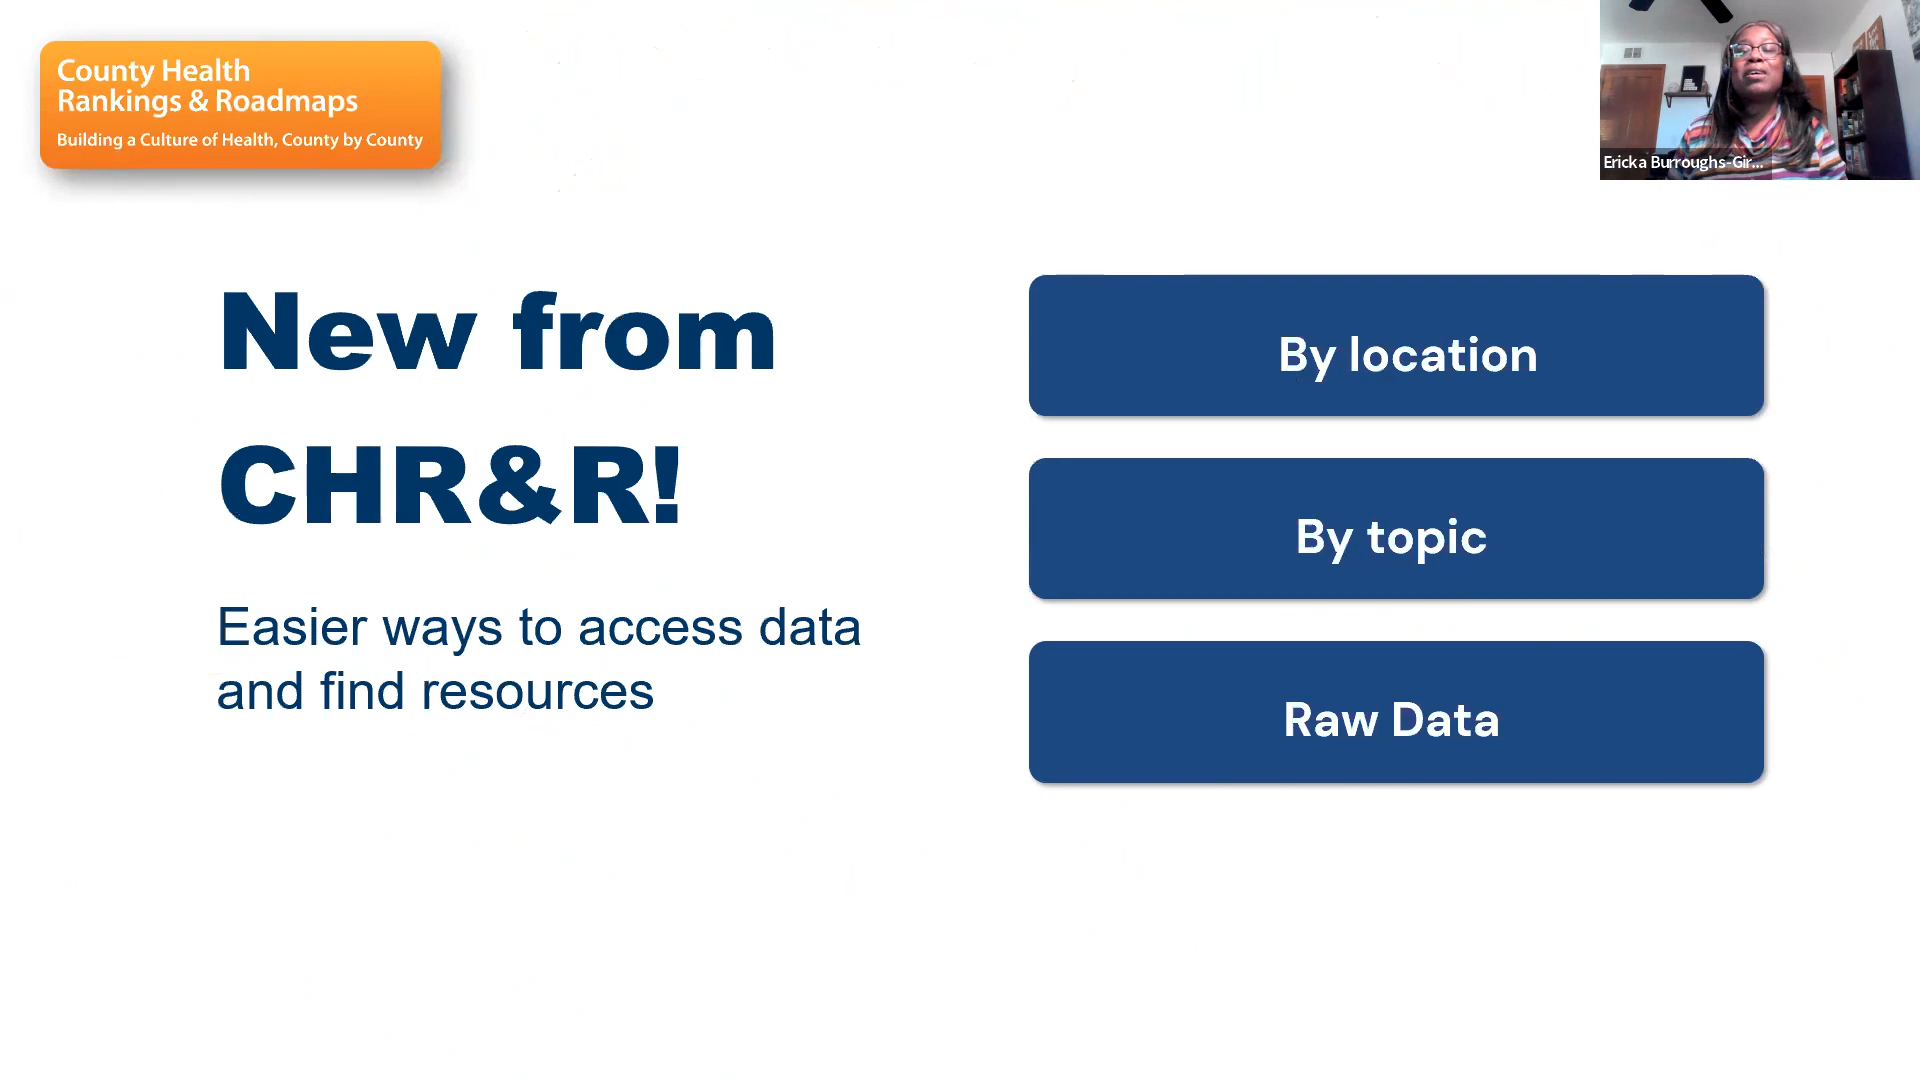 County Health
Rankings & Roadmaps
Building a Culture of Health, County by County
Ericka Burroughs-Gir...
New from
CHR&R!
Easier ways to access data
and find resources
By location
By topic
Raw Data